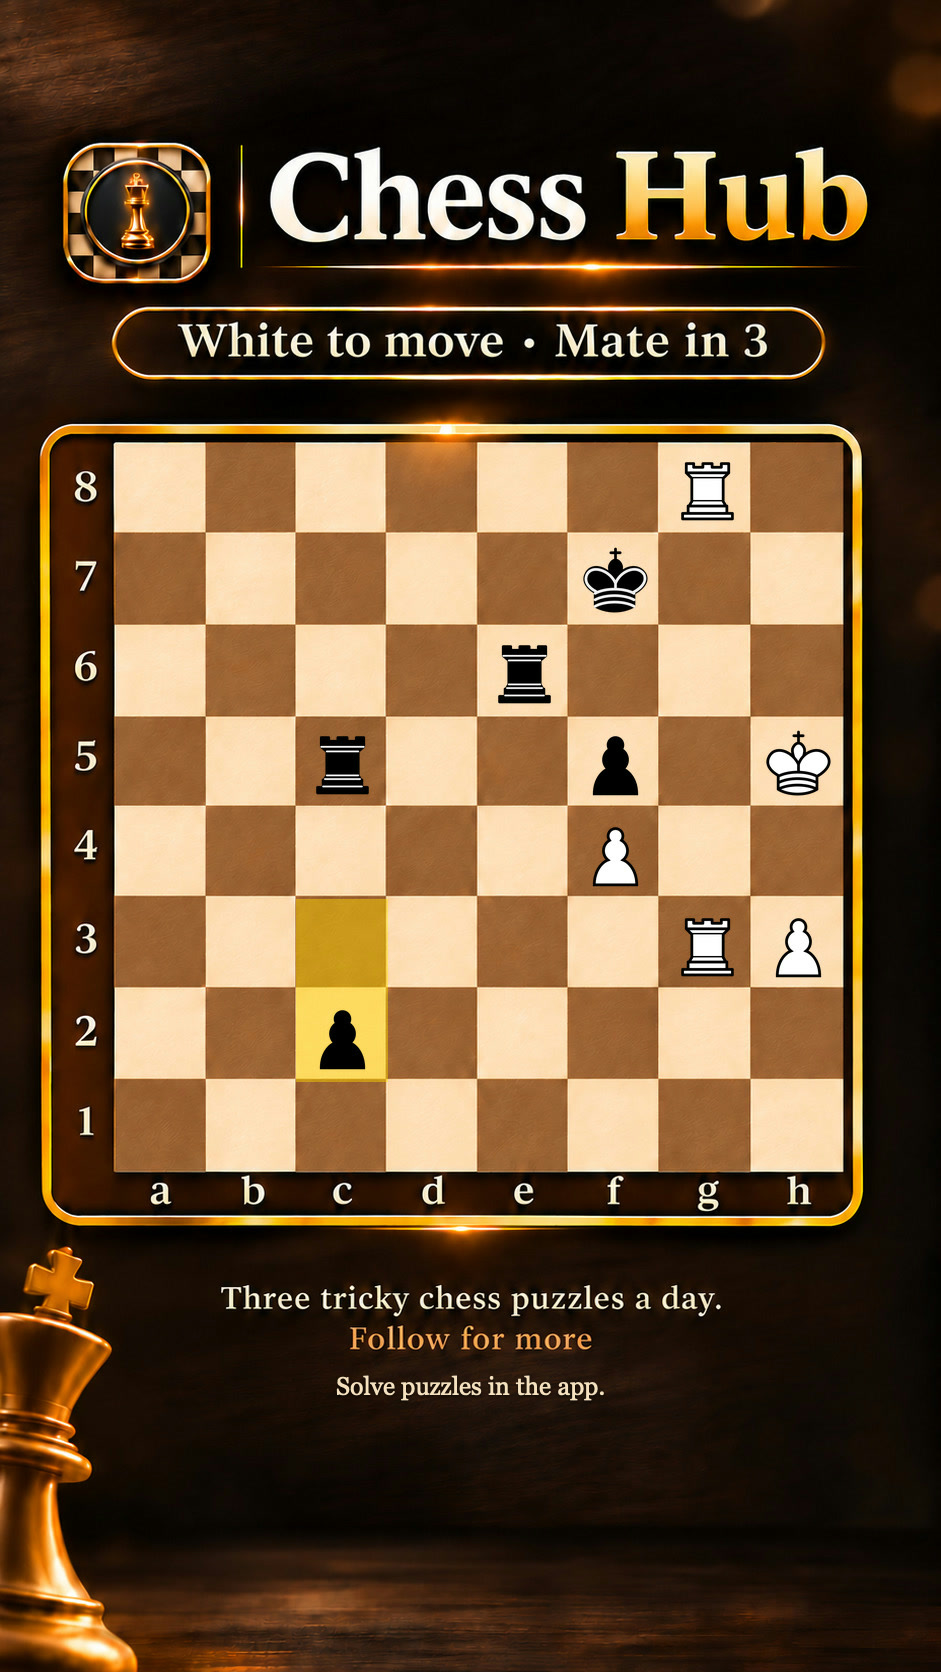 Chess Hub
White to move • Mate in 3
8
7
6
5
4
3
2
1
a b c d e f g h
Three tricky chess puzzles a day.
Follow for more
Solve puzzles in the app.